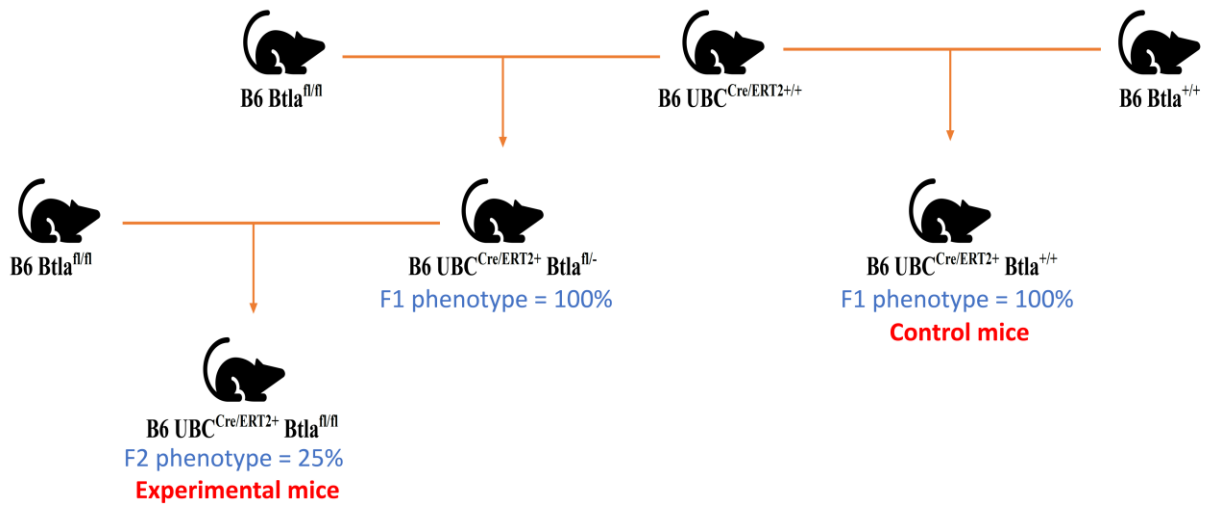 B6 Btla^fl/fl
B6 UBC^Cre/ERT2+/+
B6 Btla^+/+
B6 Btla^fl/fl
B6 UBC^Cre/ERT2+ Btla^fl/-
F1 phenotype = 100%
B6 UBC^Cre/ERT2+ Btla^+/+
F1 phenotype = 100%
Control mice
B6 UBC^Cre/ERT2+ Btla^fl/fl
F2 phenotype = 25%
Experimental mice